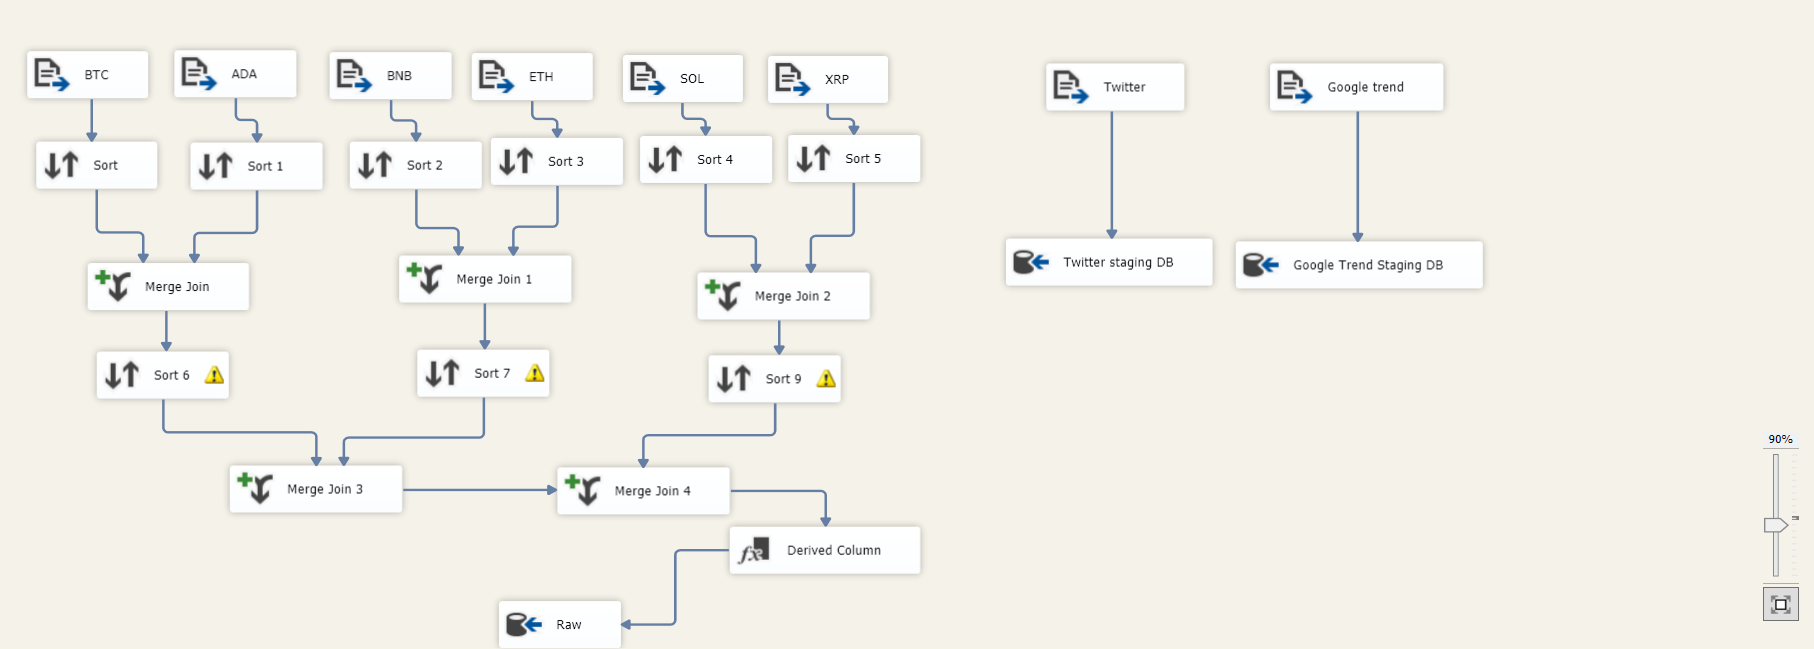 BTC
ADA
BNB
ETH
SOL
XRP
Twitter
Google trend
Sort
Sort 1
Sort 2
Sort 3
Sort 4
Sort 5
Merge Join
Merge Join 1
Merge Join 2
Twitter staging DB
Google Trend Staging DB
Sort 6
Sort 7
Sort 9
90%
Merge Join 3
Merge Join 4
fx
Derived Column
Raw